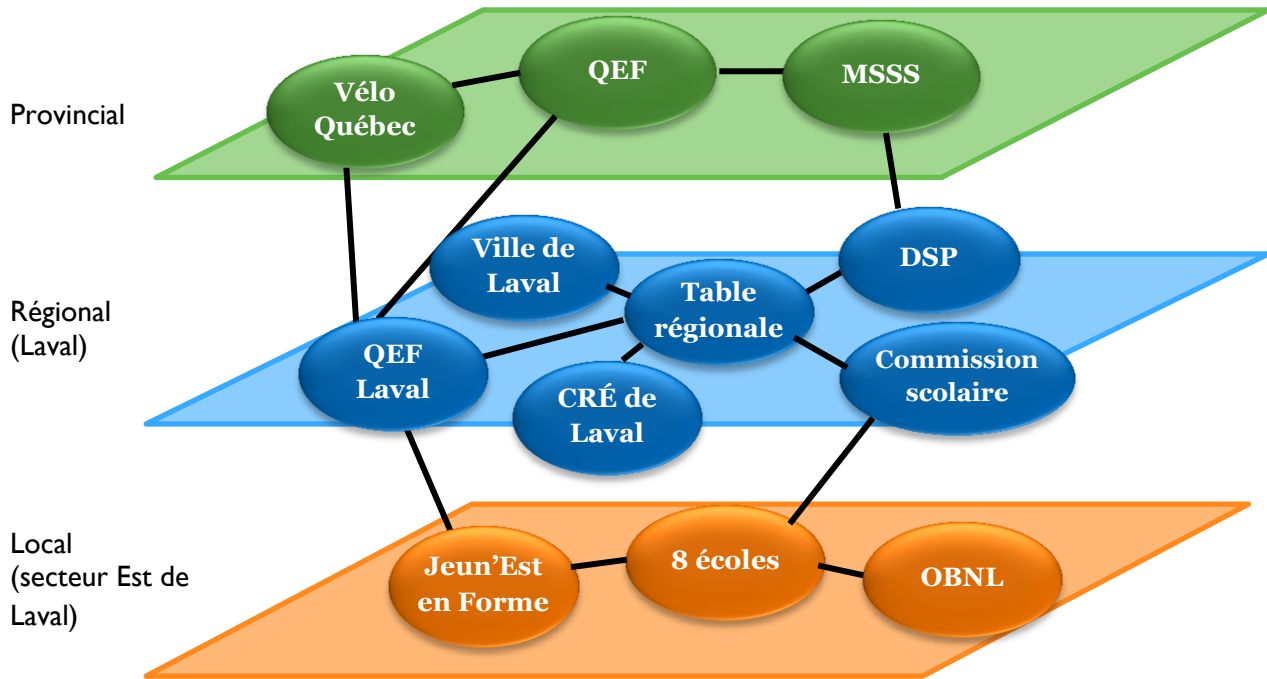 Provincial
Vélo
Québec
QEF
MSSS
Régional
(Laval)
Ville de
Laval
Table
régionale
DSP
QEF
Laval
CRÉ de
Laval
Commission
scolaire
Local
(secteur Est de
Laval)
Jeun'Est
en Forme
8 écoles
OBNL